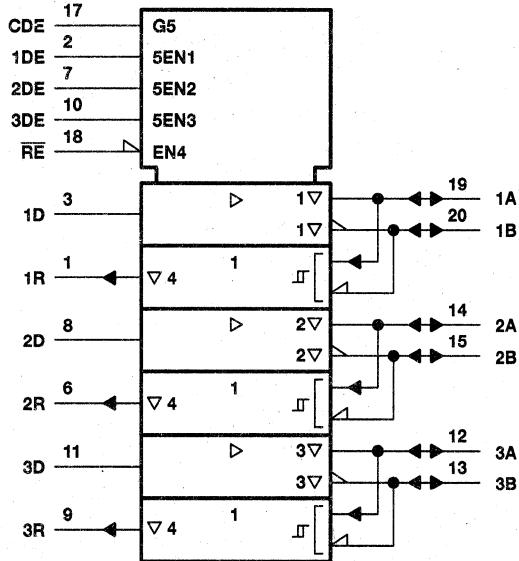 CDE 17 G5
1DE 2 5EN1
2DE 7 5EN2
3DE 10 5EN3
RE 18 EN4
1D 3 1 19 1A
1 20 1B
1R 1 4 1
2D 8 2 14 2A
2 15 2B
2R 6 4 1
3D 11 3 12 3A
3 13 3B
3R 9 4 1